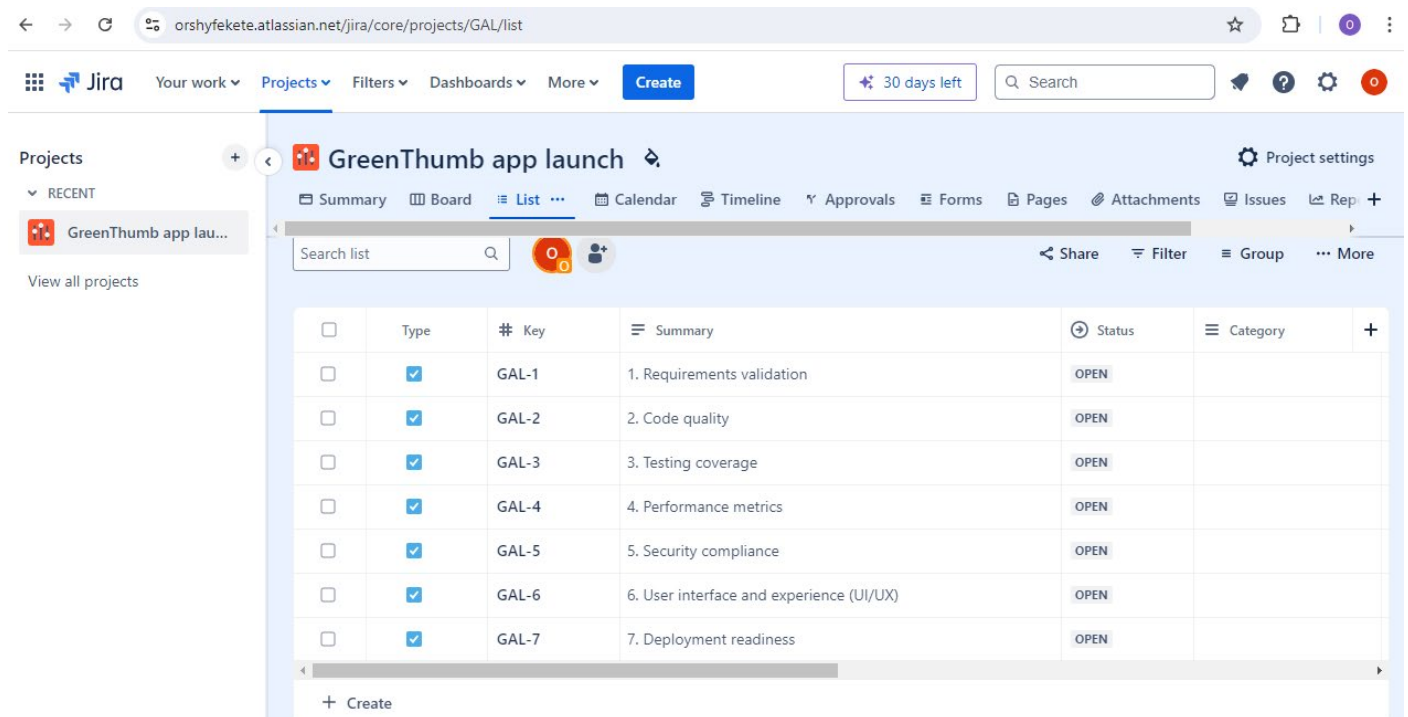 orshyfekete.atlassian.net/jira/core/projects/GAL/list O
Jira Your work Projects Filters Dashboards More Create 30 days left Search O
Projects
RECENT
GreenThumb app lau...
View all projects
GreenThumb app launch Project settings
Summary Board List Calendar Timeline Approvals Forms Pages Attachments Issues Rep
Search list O O Share Filter Group More
Type Key Summary Status Category
GAL-1 1. Requirements validation OPEN
GAL-2 2. Code quality OPEN
GAL-3 3. Testing coverage OPEN
GAL-4 4. Performance metrics OPEN
GAL-5 5. Security compliance OPEN
GAL-6 6. User interface and experience (UI/UX) OPEN
GAL-7 7. Deployment readiness OPEN
+ Create